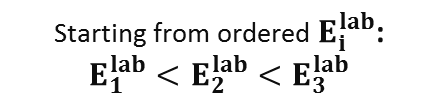 Starting from ordered E_i^lab:
E_1^lab < E_2^lab < E_3^lab